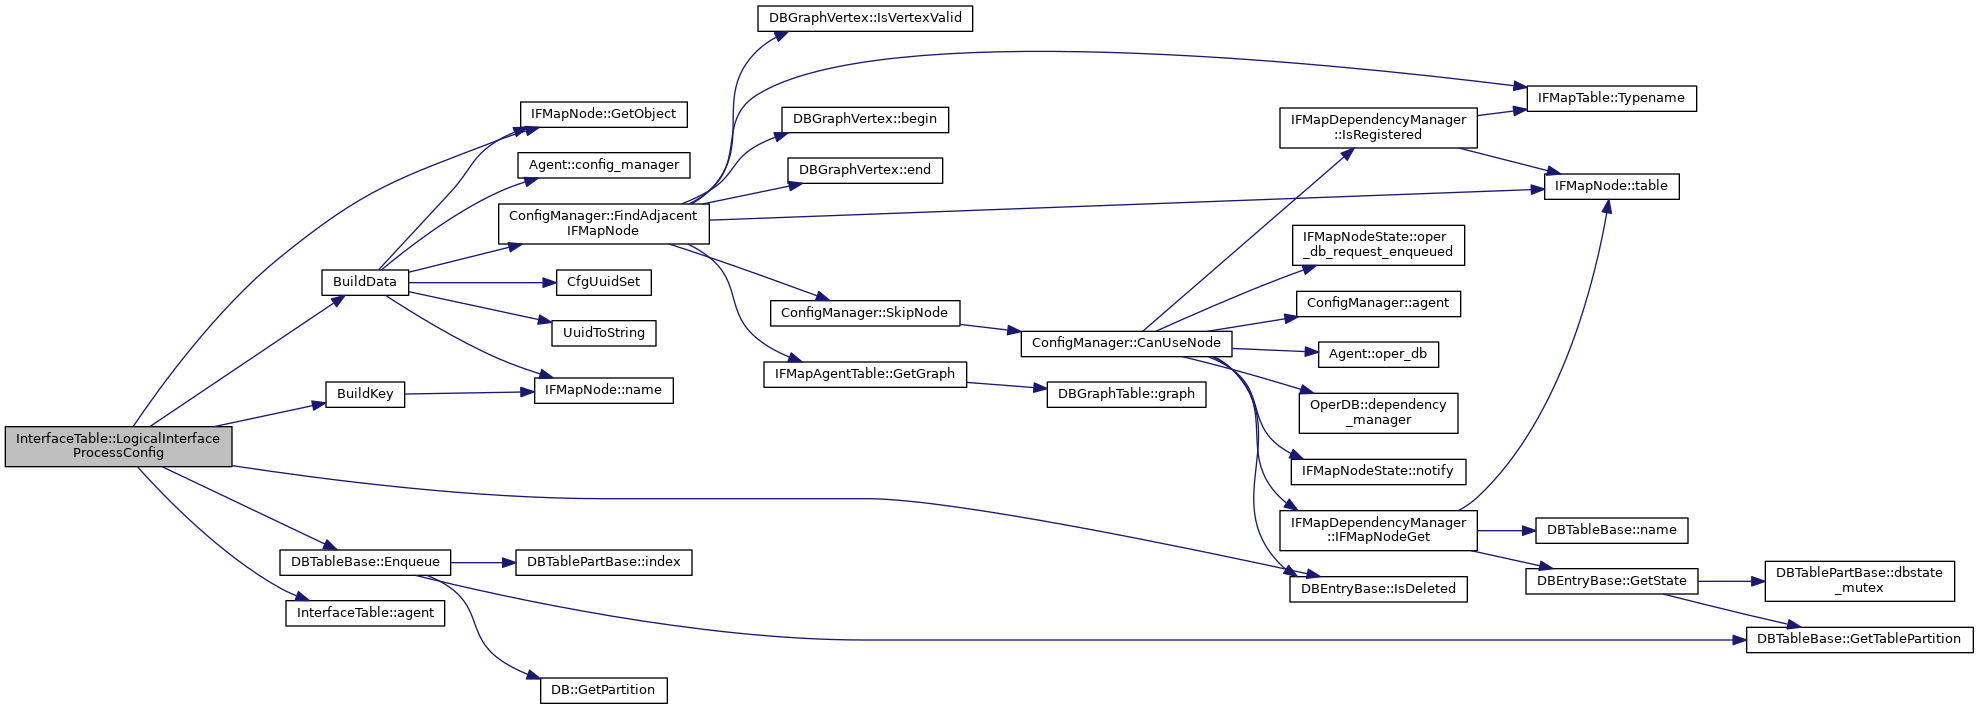 DBGraphVertex::IsVertexValid
IFMapTable::Typename
IFMapNode::GetObject
DBGraphVertex::begin
IFMapDependencyManager
::IsRegistered
Agent::config_manager
DBGraphVertex::end
IFMapNode::table
ConfigManager::FindAdjacent
IFMapNode
IFMapNodeState::oper
_db_request_enqueued
BuildData
CfgUuidSet
ConfigManager::SkipNode
ConfigManager::agent
UuidToString
ConfigManager::CanUseNode
Agent::oper_db
IFMapAgentTable::GetGraph
BuildKey
IFMapNode::name
DBGraphTable::graph
OperDB::dependency
_manager
InterfaceTable::LogicalInterface
ProcessConfig
IFMapNodeState::notify
IFMapDependencyManager
::IFMapNodeGet
DBTableBase::name
DBTableBase::Enqueue
DBTablePartBase::index
DBEntryBase::IsDeleted
DBEntryBase::GetState
DBTablePartBase::dbstate
_mutex
InterfaceTable::agent
DBTableBase::GetTablePartition
DB::GetPartition